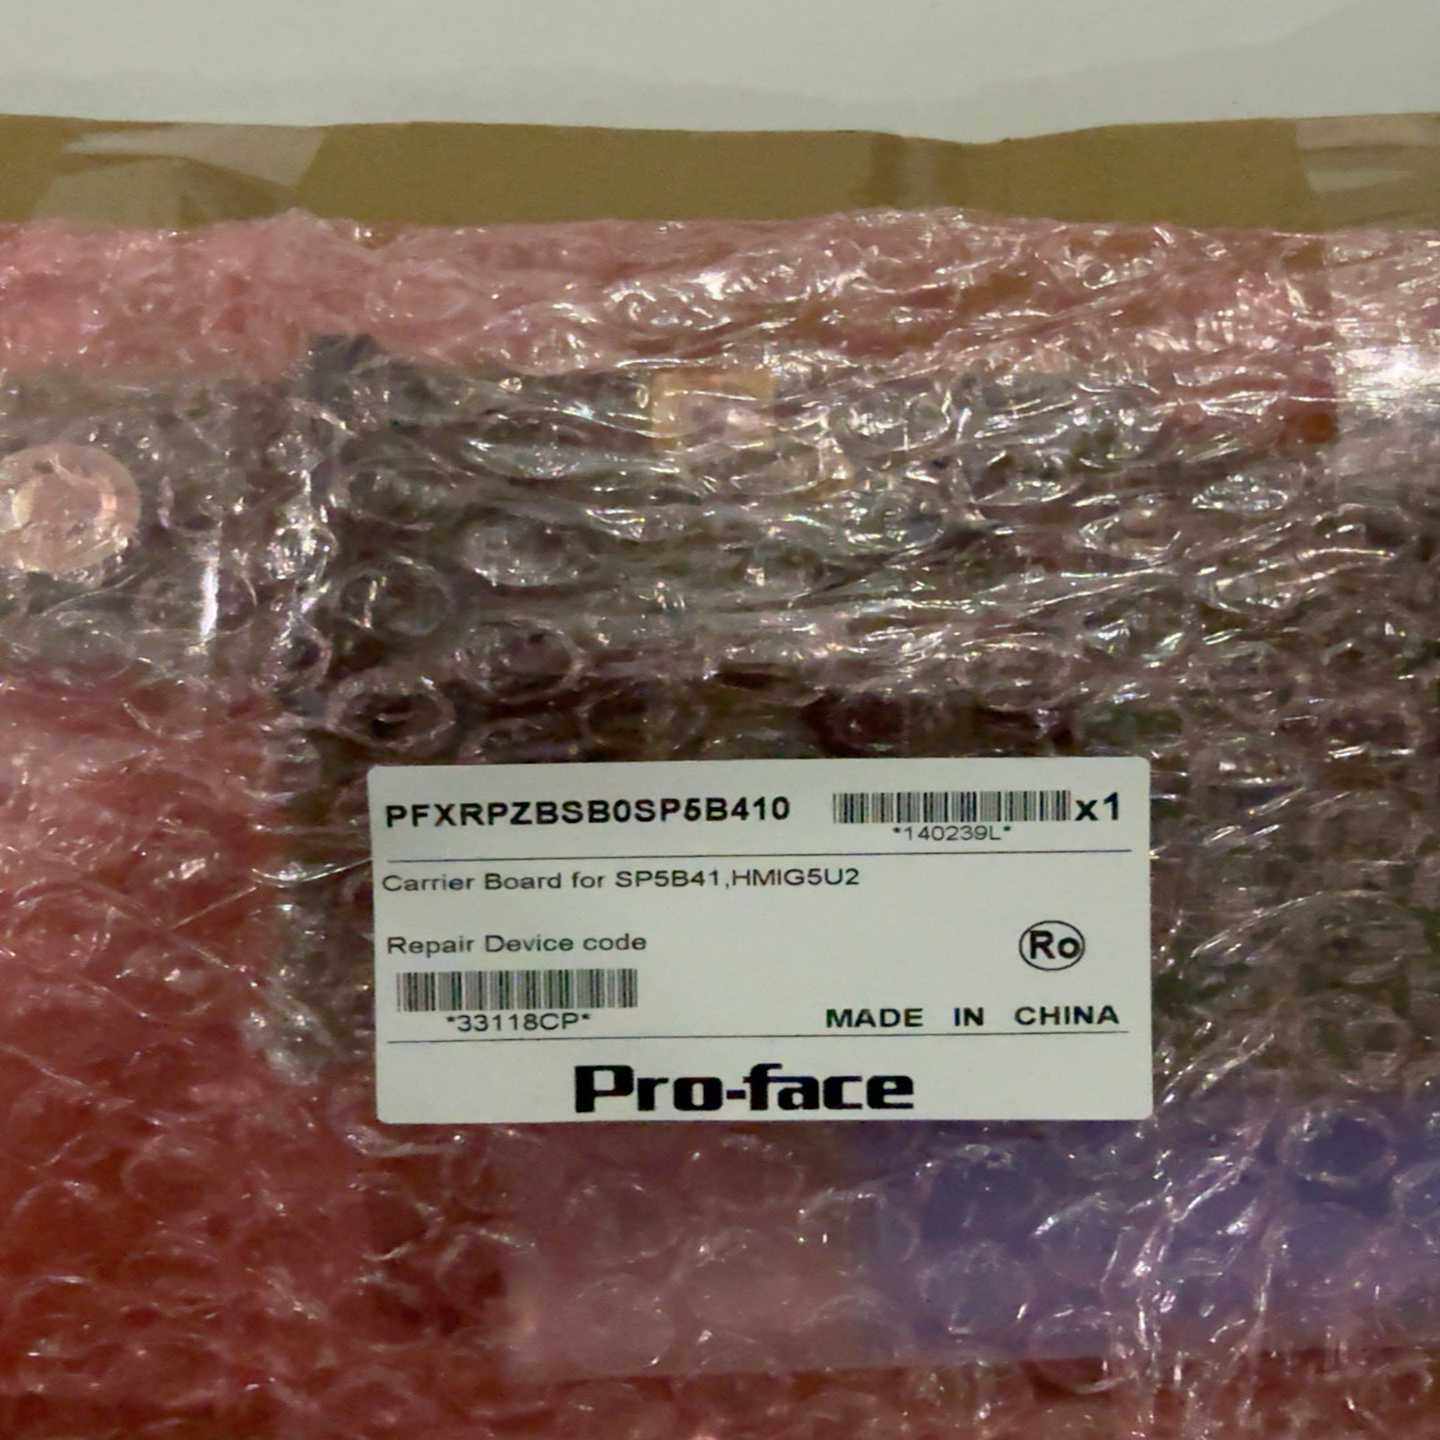 PFXRPZBSB0SP5B410
x1
*140239L*
Carrier Board for SP5B41,HMIG5U2
Repair Device code
Ro
*33118CP*
MADE IN CHINA
Pro-face